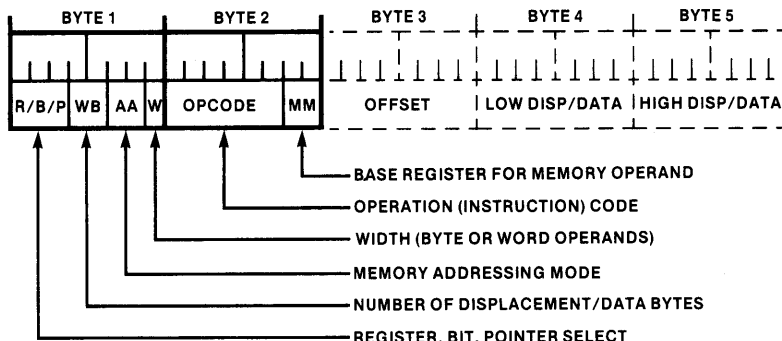 BYTE 1 BYTE 2 BYTE 3 BYTE 4 BYTE 5
R/B/P WB AA W OPCODE MM OFFSET LOW DISP/DATA HIGH DISP/DATA
BASE REGISTER FOR MEMORY OPERAND
OPERATION (INSTRUCTION) CODE
WIDTH (BYTE OR WORD OPERANDS)
MEMORY ADDRESSING MODE
NUMBER OF DISPLACEMENT/DATA BYTES
REGISTER, BIT, POINTER SELECT